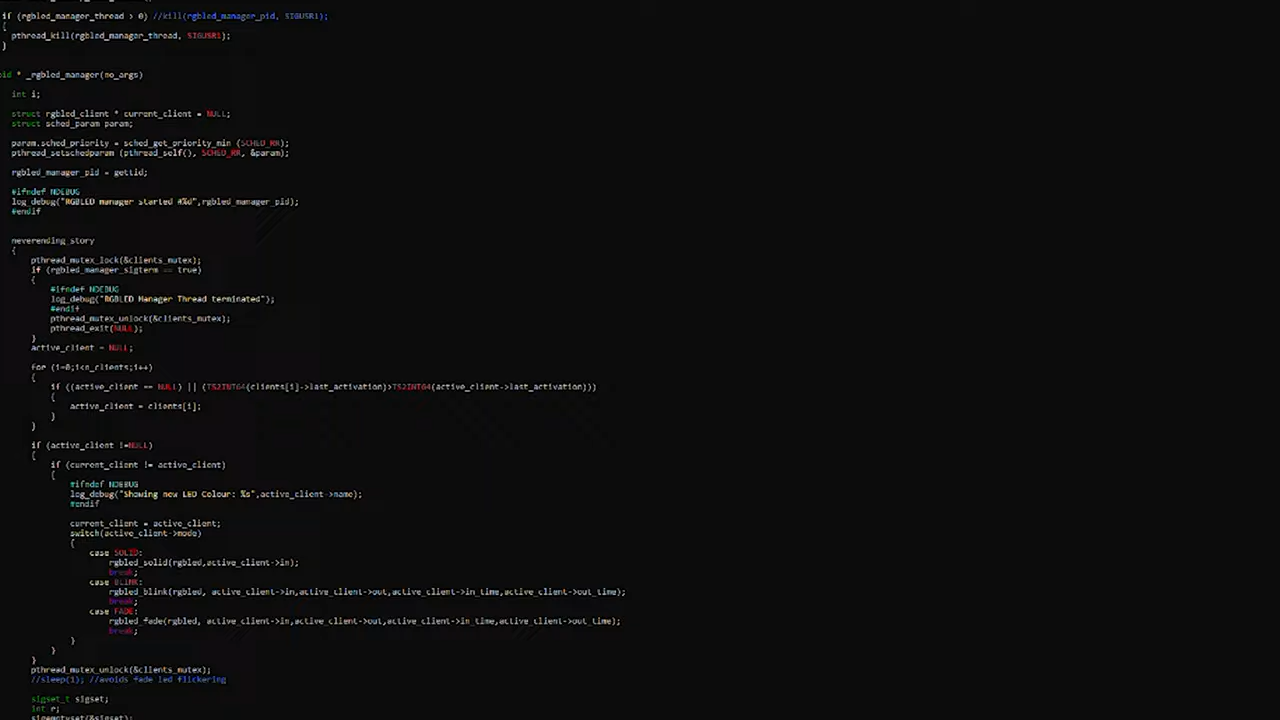 if (rgbled_manager_thread > 0) //kill(rgbled_manager_pid, SIGUSR1);
{
pthread_kill(rgbled_manager_thread, SIGUSR1);
}
oid * _rgbled_manager(no_args)
int i;
struct rgbled_client * current_client = NULL;
struct sched_param param;
param.sched_priority = sched_get_priority_min (SCHED_RR);
pthread_setschedparam (pthread_self(), SCHED_RR, &param);
rgbled_manager_pid = gettid;
#ifndef NDEBUG
log_debug("RGBLED manager started #%d",rgbled_manager_pid);
#endif
neverending_story
{
pthread_mutex_lock(&clients_mutex);
if (rgbled_manager_sigterm == true)
{
#ifndef NDEBUG
log_debug("RGBLED Manager Thread terminated");
#endif
pthread_mutex_unlock(&clients_mutex);
pthread_exit(NULL);
}
active_client = NULL;
for (i=0;i<n_clients;i++)
{
if ((active_client == NULL) || (TS2INT64(clients[i]->last_activation)>TS2INT64(active_client->last_activation)))
{
active_client = clients[i];
}
}
if (active_client !=NULL)
{
if (current_client != active_client)
{
#ifndef NDEBUG
log_debug("Showing new LED Colour: %s",active_client->name);
#endif
current_client = active_client;
switch(active_client->mode)
{
case SOLID:
rgbled_solid(rgbled,active_client->in);
break;
case BLINK:
rgbled_blink(rgbled, active_client->in,active_client->out,active_client->in_time,active_client->out_time);
break;
case FADE:
rgbled_fade(rgbled, active_client->in,active_client->out,active_client->in_time,active_client->out_time);
break;
}
}
}
pthread_mutex_unlock(&clients_mutex);
//sleep(1); //avoids fade led flickering
sigset_t sigset;
int r;
sigemptyset(&sigset);